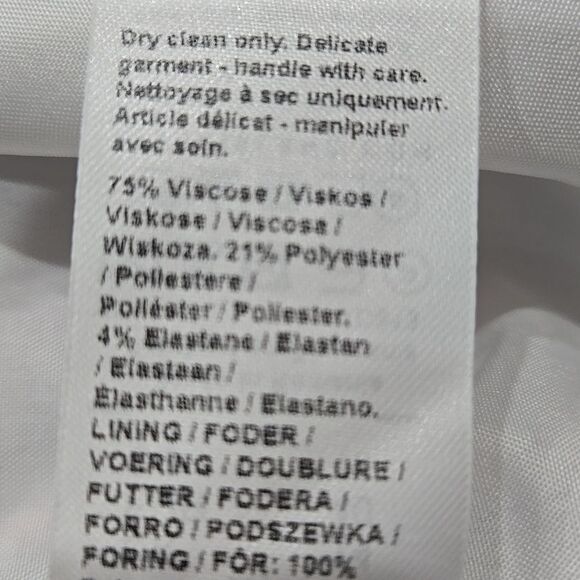 Dry clean only. Delicate
garment - handle with care.
Nettoyage à sec uniquement.
Article délicat - manipuler
avec soin.
75% Viscose / Viskos /
Viskose / Viscosa /
Wiskoza. 21% Polyester
/ Poliestere /
Poliéster / Poliester.
4% Elastane / Elastan
/ Elastaan /
Élasthanne / Elastano.
LINING / FODER /
VOERING / DOUBLURE /
FUTTER / FODERA /
FORRO / PODSZEWKA /
FORING / FÔR: 100%